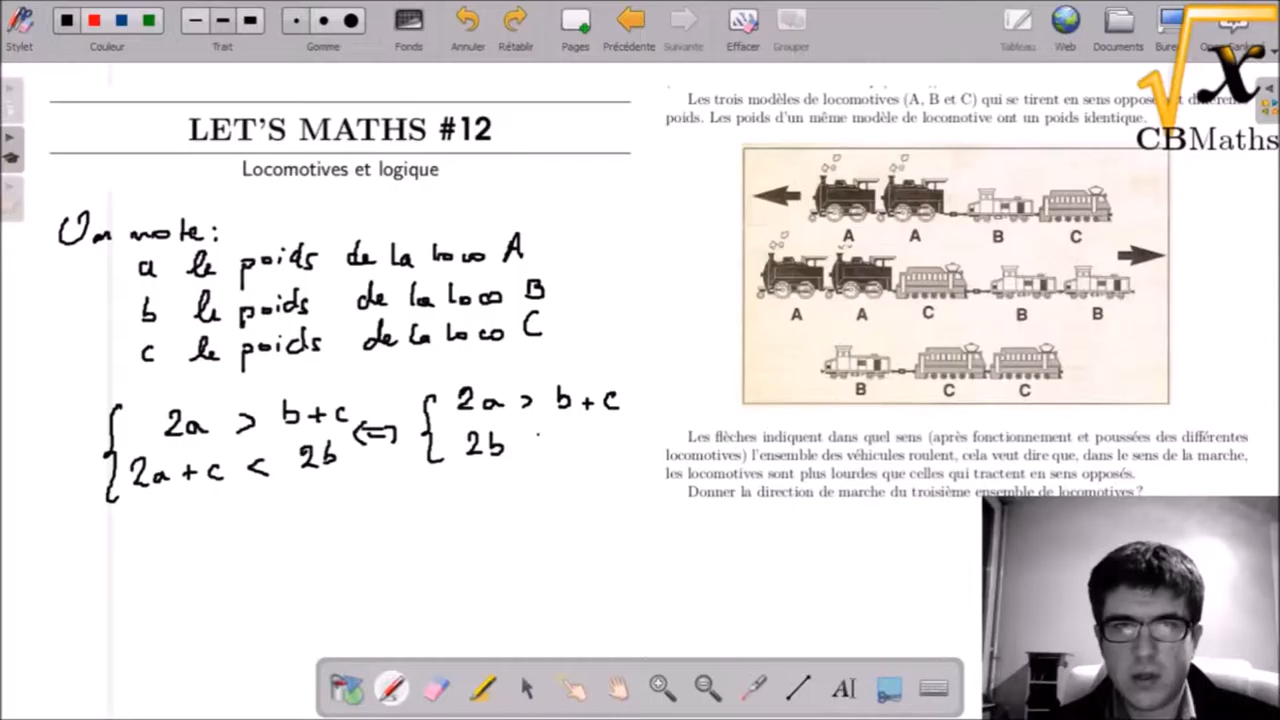 Stylet
Couleur
Trait
Gomme
Fonds
Annuler
Rétablir
Pages
Précédente
Suivante
Effacer
Grouper
Tableau
Web
Documents
x
CBMaths
LET'S MATHS #12
Locomotives et logique
On note:
a le poids de la loco A
b le poids de la loco B
c le poids de la loco C
2a > b+c <=> 2a > b+c
2a+c < 2b 2b
Les trois modèles de locomotives (A, B et C) qui se tirent en sens
poids. Les poids d'un même modèle de locomotive ont un poids identique.
A A B C
A A C B B
B C C
Les flèches indiquent dans quel sens (après fonctionnement et poussées des différentes
locomotives) l'ensemble des véhicules roulent, cela veut dire que, dans le sens de la marche,
les locomotives sont plus lourdes que celles qui tractent en sens opposés.
Donner la direction de marche du troisième ensemble de locomotives?
AI